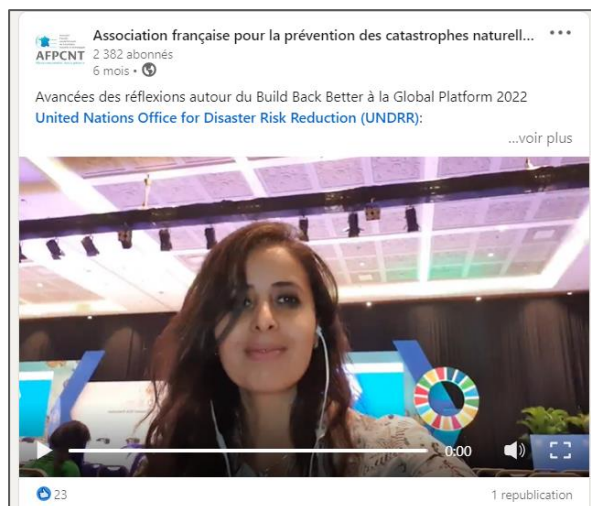 Association française pour la prévention des catastrophes naturell...
AFPCNT
2 382 abonnés
6 mois •
Avancées des réflexions autour du Build Back Better à la Global Platform 2022
United Nations Office for Disaster Risk Reduction (UNDRR):
...voir plus
0:00
23
1 republication